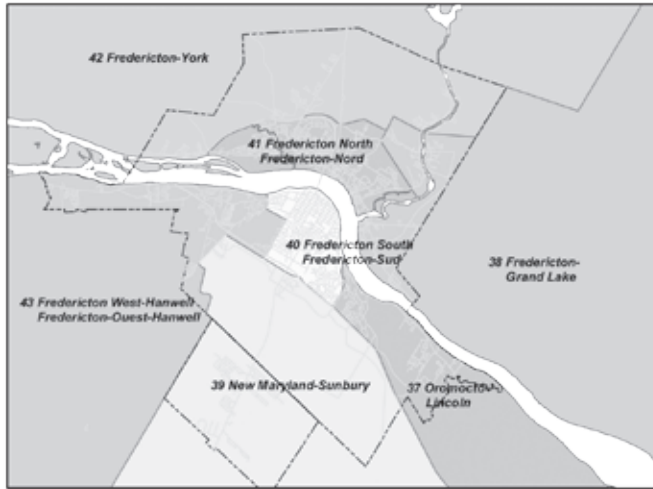 42 Fredericton-York
41 Fredericton North
Fredericton-Nord
40 Fredericton South
Fredericton-Sud
38 Fredericton-
Grand Lake
43 Fredericton West-Hanwell
Fredericton-Ouest-Hanwell
39 New Maryland-Sunbury
37 Oromocto-
Lincoln